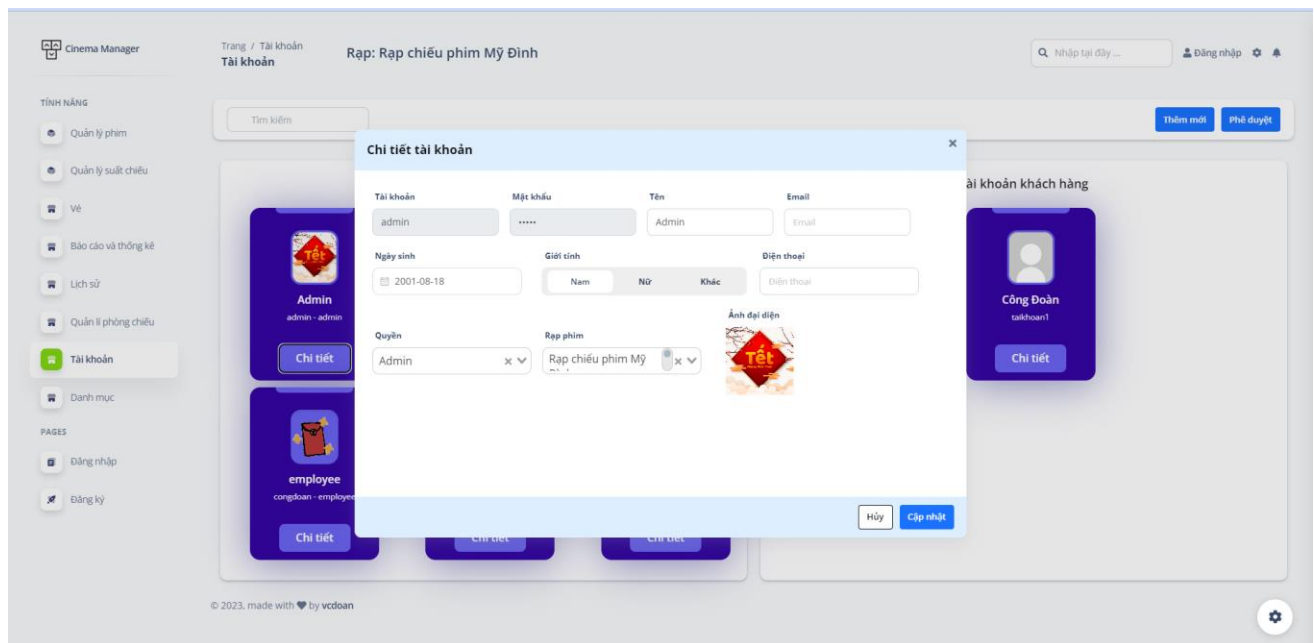 Cinema Manager
Trang / Tài khoản
Tài khoản
Rạp: Rạp chiếu phim Mỹ Đình
Nhập tại đây ...
Đăng nhập
TÍNH NĂNG
Quản lý phim
Quản lý suất chiếu
Vé
Báo cáo và thống kê
Lịch sử
Quản lí phòng chiếu
Tài khoản
Danh mục
PAGES
Đăng nhập
Đăng ký
Tìm kiếm
Thêm mới
Phê duyệt
Admin
admin - admin
Chi tiết
employee
congdoan - employee
Chi tiết
Chi tiết
Chi tiết
ài khoản khách hàng
Công Đoàn
taikhoan1
Chi tiết
Chi tiết tài khoản
Tài khoản
Mật khẩu
Tên
Email
admin
•••••
Admin
Email
Ngày sinh
Giới tính
Điện thoại
2001-08-18
Nam
Nữ
Khác
Điện thoại
Quyền
Rạp phim
Ảnh đại diện
Admin
Rạp chiếu phim Mỹ
Tết
Hủy
Cập nhật
© 2023, made with ♥ by vcdoan